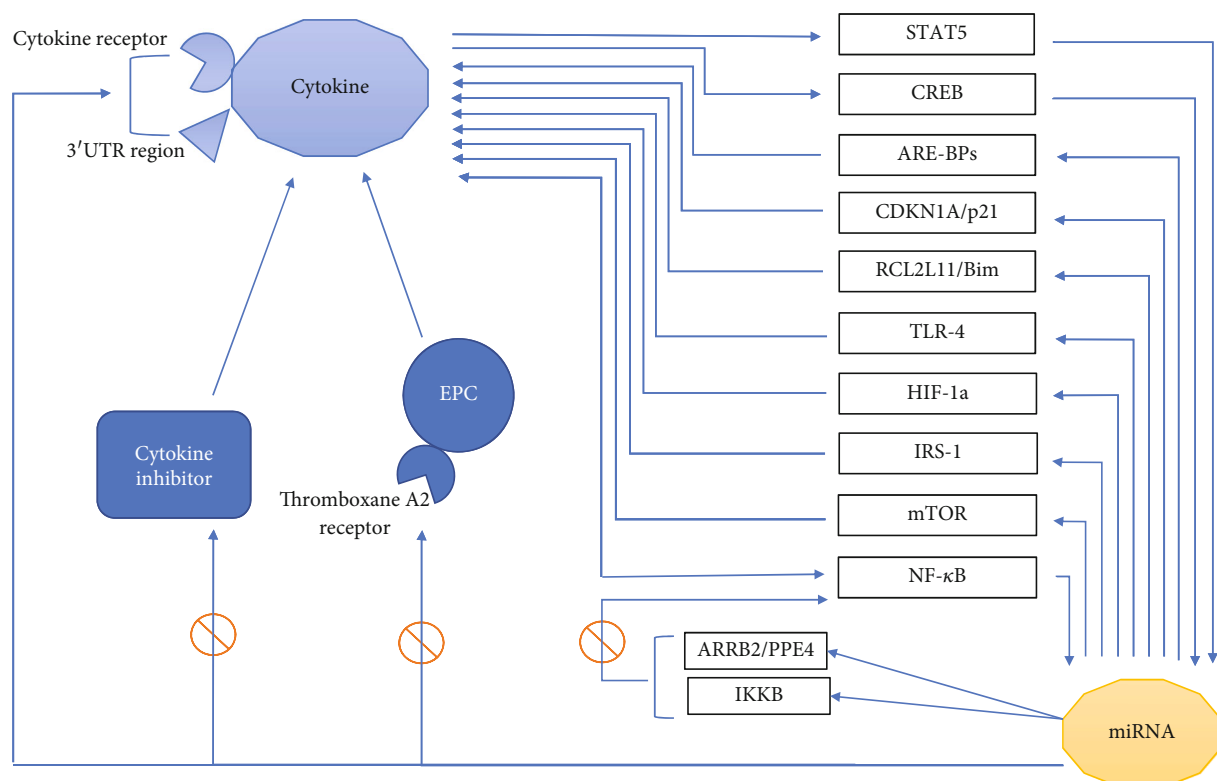 Cytokine receptor
3′UTR region
Cytokine
Cytokine
inhibitor
EPC
Thromboxane A2
receptor
STAT5
CREB
ARE-BPs
CDKN1A/p21
RCL2L11/Bim
TLR-4
HIF-1a
IRS-1
mTOR
NF-κB
ARRB2/PPE4
IKKB
miRNA